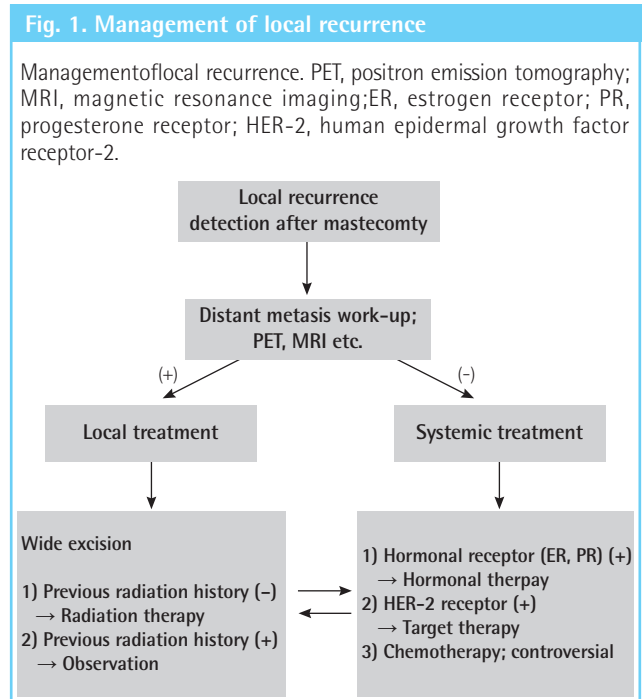 Fig. 1. Management of local recurrence
Managementoflocal recurrence. PET, positron emission tomography;
MRI, magnetic resonance imaging;ER, estrogen receptor; PR,
progesterone receptor; HER-2, human epidermal growth factor
receptor-2.
Local recurrence
detection after mastecomty
Distant metasis work-up;
PET, MRI etc.
(+)
(-)
Local treatment
Systemic treatment
Wide excision
1) Previous radiation history (-)
→ Radiation therapy
2) Previous radiation history (+)
→ Observation
1) Hormonal receptor (ER, PR) (+)
→ Hormonal therpay
2) HER-2 receptor (+)
→ Target therapy
3) Chemotherapy; controversial